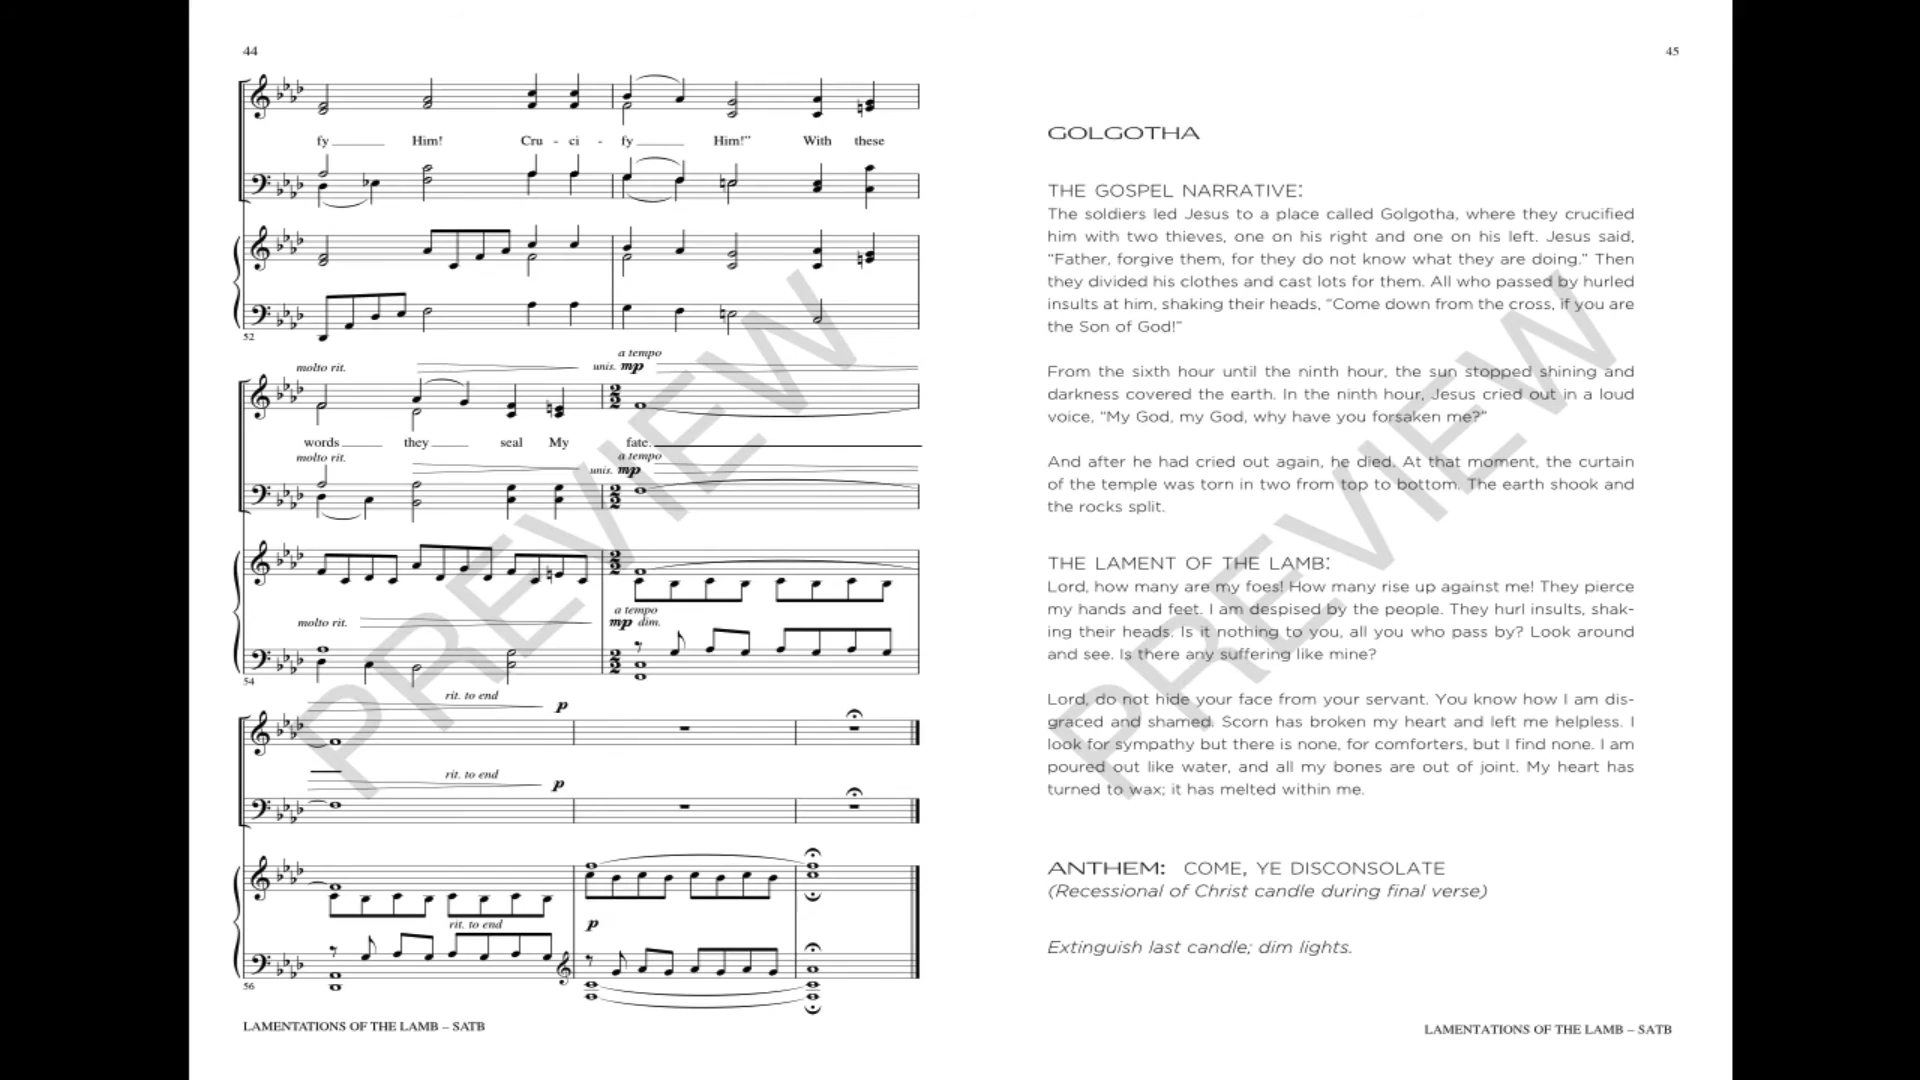 44
fy ______ Him! Cru - ci - fy ______ Him!” With these
52
molto rit.
a tempo
unis. mp
words ______ they ______ seal My fate.______
molto rit.
a tempo
unis. mp
a tempo
molto rit.
mp dim.
54
rit. to end
p
rit. to end
p
rit. to end
p
56
LAMENTATIONS OF THE LAMB – SATB
45
GOLGOTHA
THE GOSPEL NARRATIVE:
The soldiers led Jesus to a place called Golgotha, where they crucified
him with two thieves, one on his right and one on his left. Jesus said,
“Father, forgive them, for they do not know what they are doing.” Then
they divided his clothes and cast lots for them. All who passed by hurled
insults at him, shaking their heads, “Come down from the cross, if you are
the Son of God!”
From the sixth hour until the ninth hour, the sun stopped shining and
darkness covered the earth. In the ninth hour, Jesus cried out in a loud
voice, “My God, my God, why have you forsaken me?”
And after he had cried out again, he died. At that moment, the curtain
of the temple was torn in two from top to bottom. The earth shook and
the rocks split.
THE LAMENT OF THE LAMB:
Lord, how many are my foes! How many rise up against me! They pierce
my hands and feet. I am despised by the people. They hurl insults, shak-
ing their heads. Is it nothing to you, all you who pass by? Look around
and see. Is there any suffering like mine?
Lord, do not hide your face from your servant. You know how I am dis-
graced and shamed. Scorn has broken my heart and left me helpless. I
look for sympathy but there is none, for comforters, but I find none. I am
poured out like water, and all my bones are out of joint. My heart has
turned to wax; it has melted within me.
ANTHEM: COME, YE DISCONSOLATE
(Recessional of Christ candle during final verse)
Extinguish last candle; dim lights.
LAMENTATIONS OF THE LAMB – SATB
PREVIEW
PREVIEW